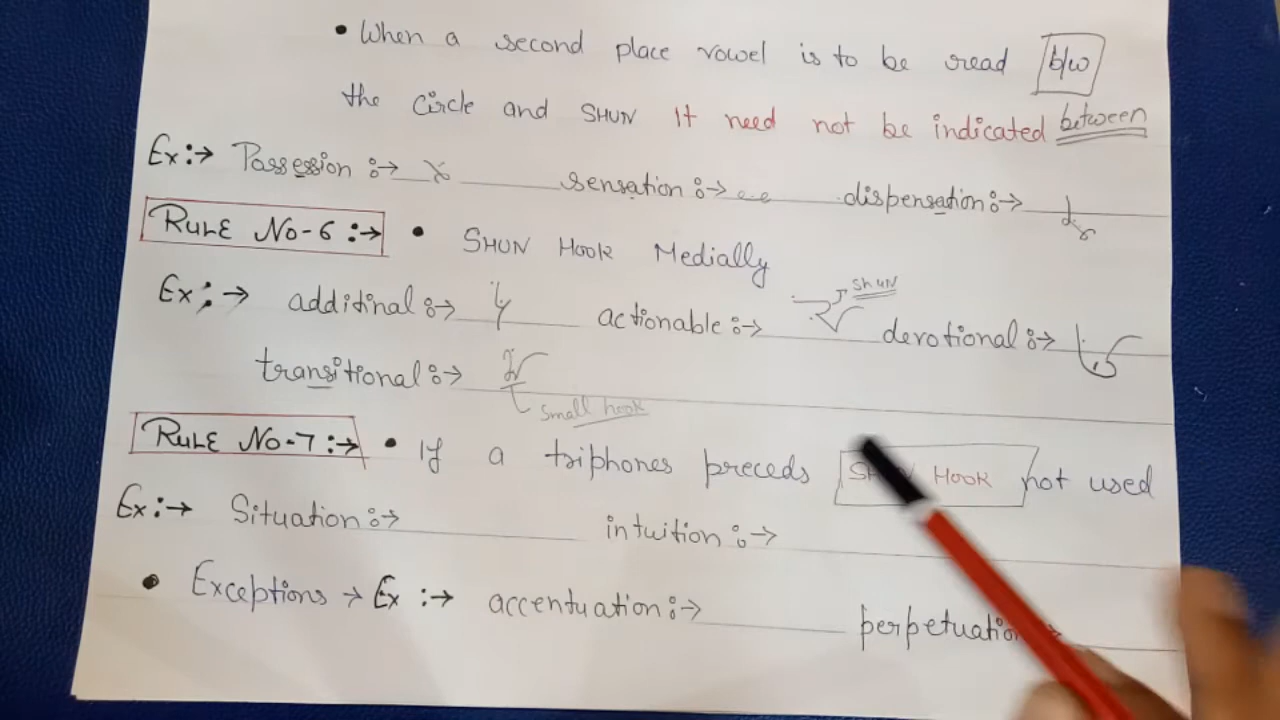 • When a second place vowel is to be read b/w
the circle and SHUN It need not be indicated between
Ex:→ Possession :→ sensation :→ dispensation :→
RULE NO-6 :→ • SHUN HOOK Medially
Ex:→ additinal :→ actionable :→ SHUN devotional :→
transitional :→
small hook
RULE NO-7 :→ • If a triphones preceds SHUN HOOK not used
Ex:→ Situation :→ intuition :→
• Exceptions → Ex :→ accentuation :→ perpetuation